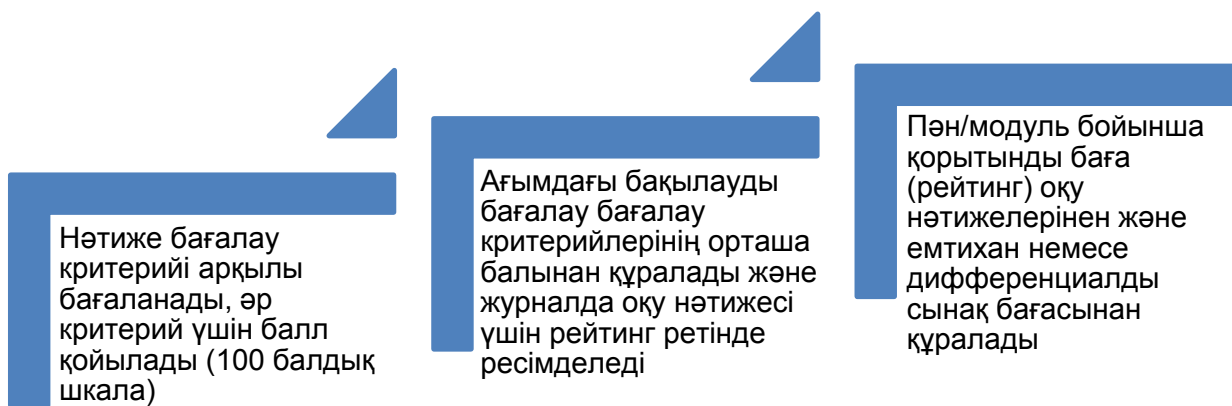 Нәтиже бағалау
критерийі арқылы
бағаланады, әр
критерий үшін балл
қойылады (100 балдық
шкала)
Ағымдағы бақылауды
бағалау бағалау
критерийлерінің орташа
балынан құралады және
журналда оқу нәтижесі
үшін рейтинг ретінде
ресімделеді
Пән/модуль бойынша
қорытынды баға
(рейтинг) оқу
нәтижелерінен және
емтихан немесе
дифференциалды
сынақ бағасынан
құралады